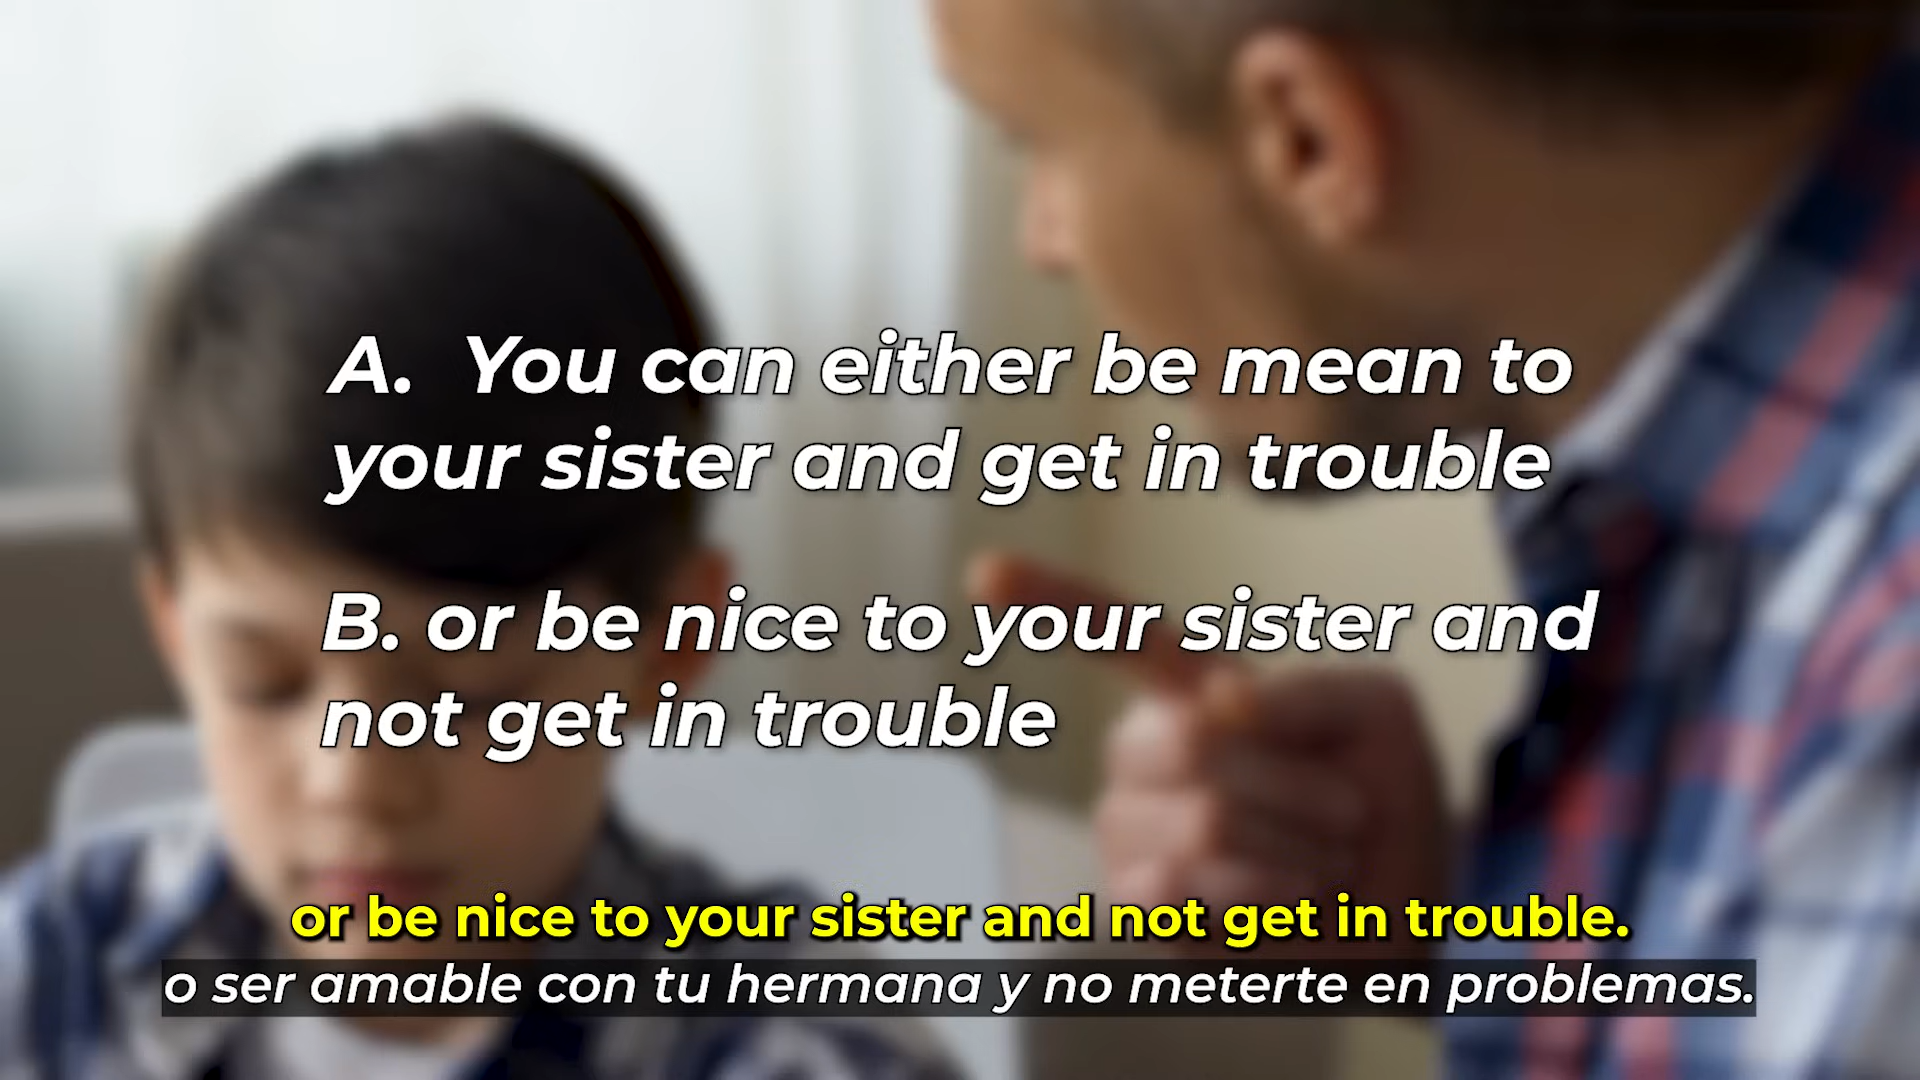 A. You can either be mean to
your sister and get in trouble
B. or be nice to your sister and
not get in trouble
or be nice to your sister and not get in trouble.
o ser amable con tu hermana y no meterte en problemas.